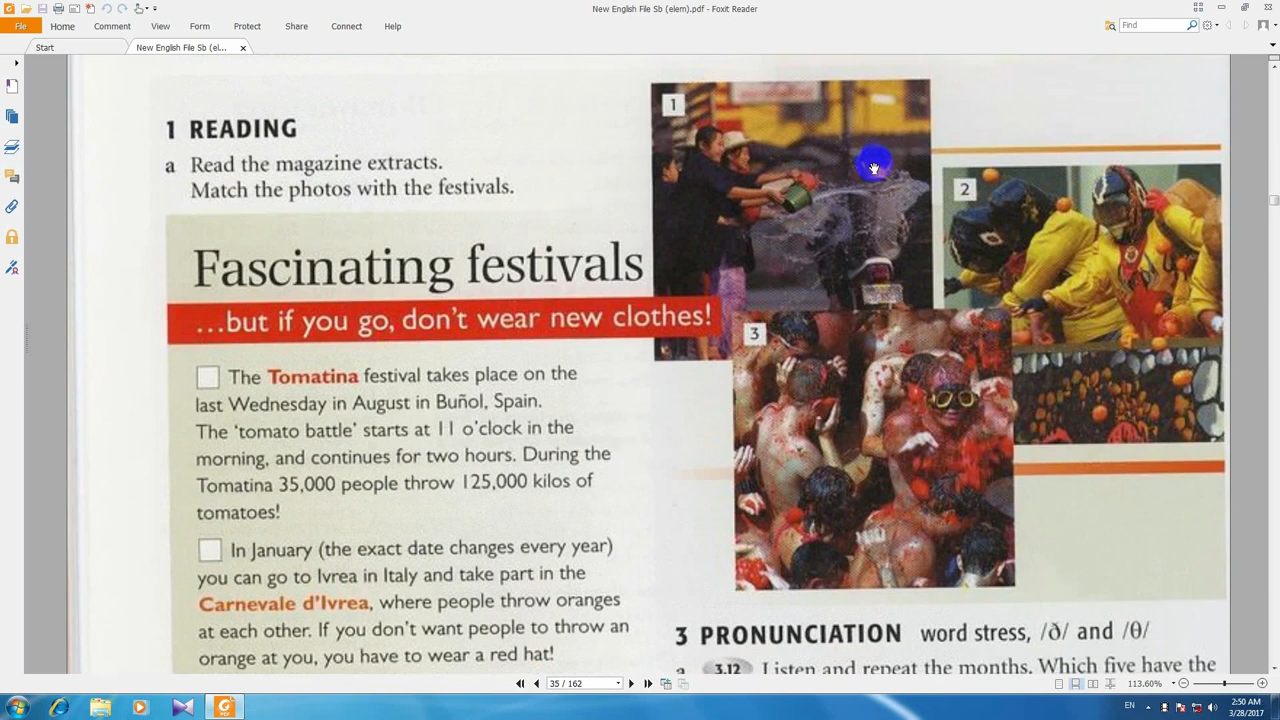 New English File Sb (elem).pdf - Foxit Reader
File Home Comment View Form Protect Share Connect Help
Find
Start
New English File Sb (el...
1 READING
a Read the magazine extracts.
Match the photos with the festivals.
Fascinating festivals
...but if you go, don't wear new clothes!
The Tomatina festival takes place on the
last Wednesday in August in Buñol, Spain.
The 'tomato battle' starts at 11 o'clock in the
morning, and continues for two hours. During the
Tomatina 35,000 people throw 125,000 kilos of
tomatoes!
In January (the exact date changes every year)
you can go to Ivrea in Italy and take part in the
Carnevale d'Ivrea, where people throw oranges
at each other. If you don't want people to throw an
orange at you, you have to wear a red hat!
1
2
3
3 PRONUNCIATION word stress, /ð/ and /θ/
a 3.12 Listen and repeat the months. Which five have the
35 / 162
113.60%
EN
2:50 AM
3/28/2017